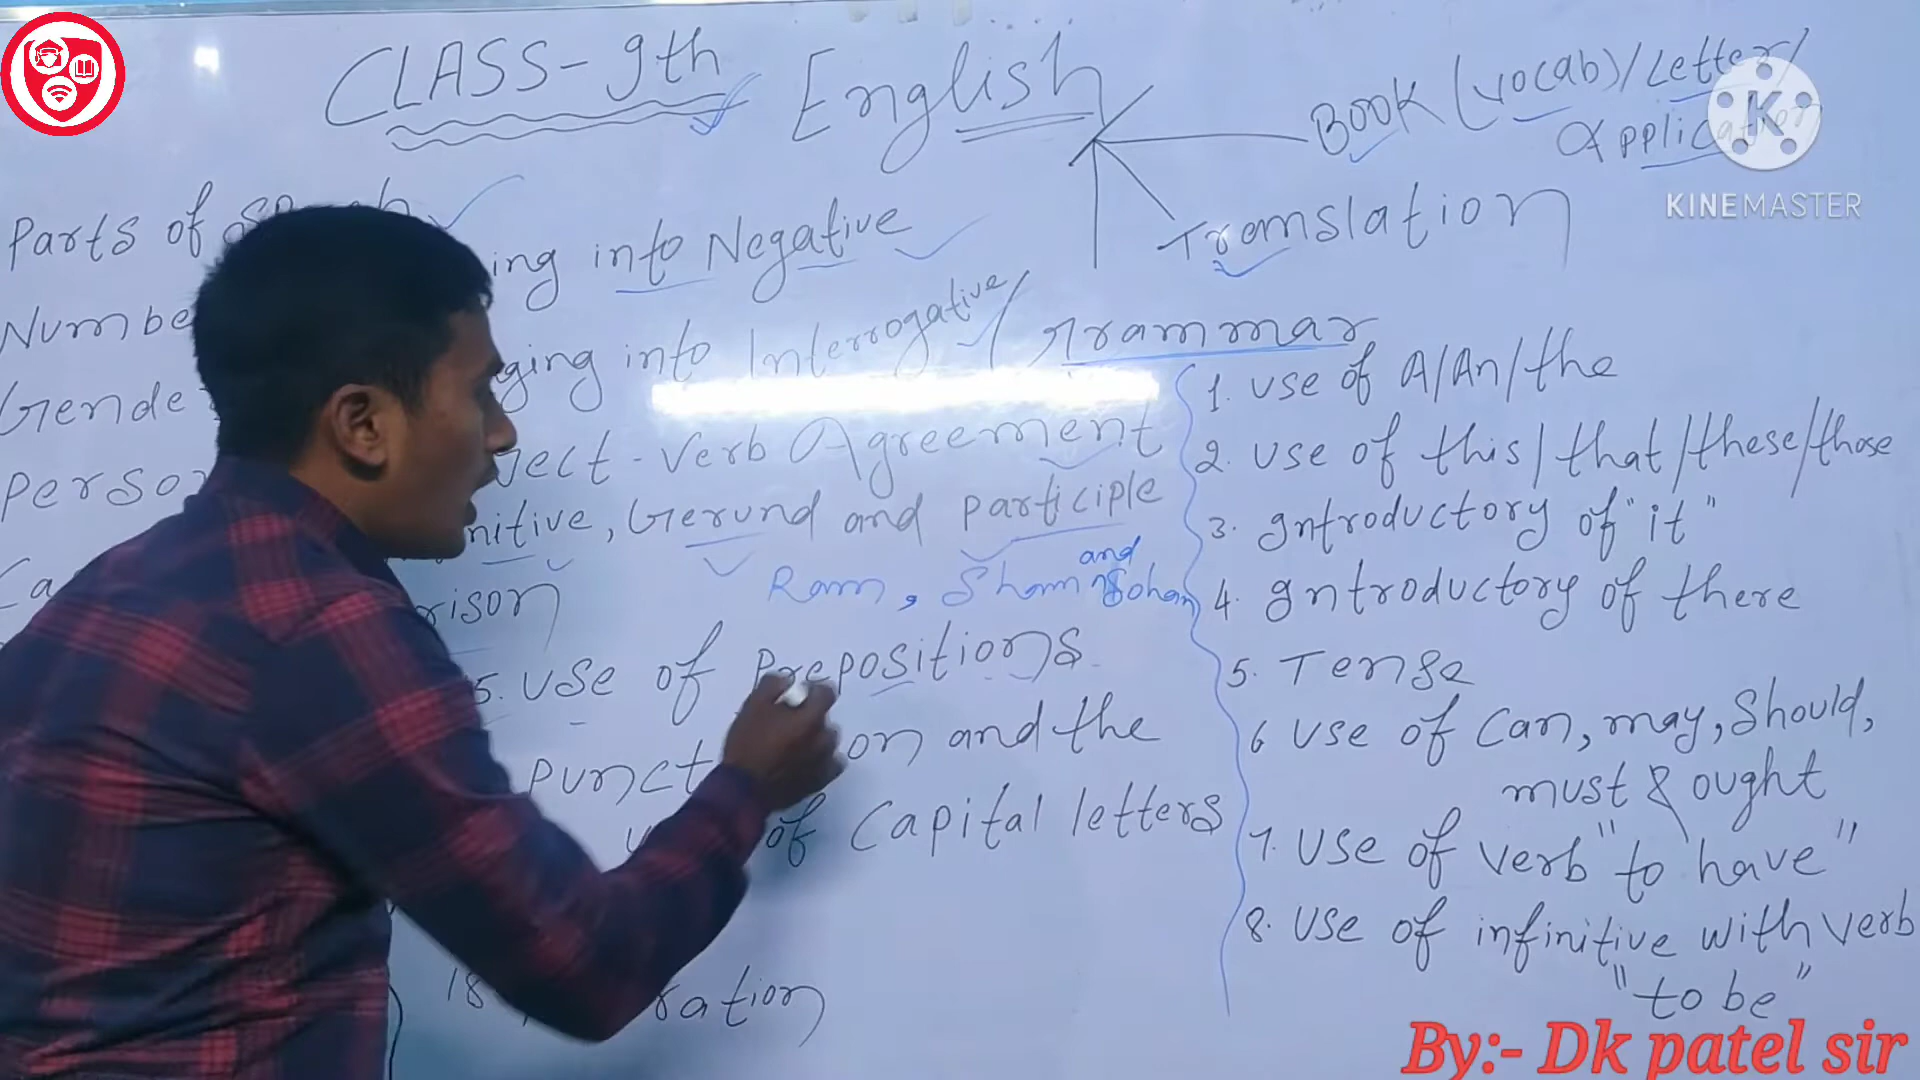 CLASS-9th English
BOOK (vocab)/Letter/
Application
KINEMASTER
Translation
Parts of
ing into Negative
Numbe
ging into Interrogative/
Gende
ject-verb Agreement
Perso
nitive, Gerund and participle
Ram, Sham and Sohan
rison
15. use of Prepositions
punct on and the
of Capital letters
18 ration
Grammar
1. use of A/An/the
2. use of this/that/these/those
3. Introductory of "it"
4. Introductory of there
5. Tense
6 use of can, may, Should,
must & ought
7. use of verb "to have"
8. use of infinitive with verb
"to be"
By:- Dk patel sir